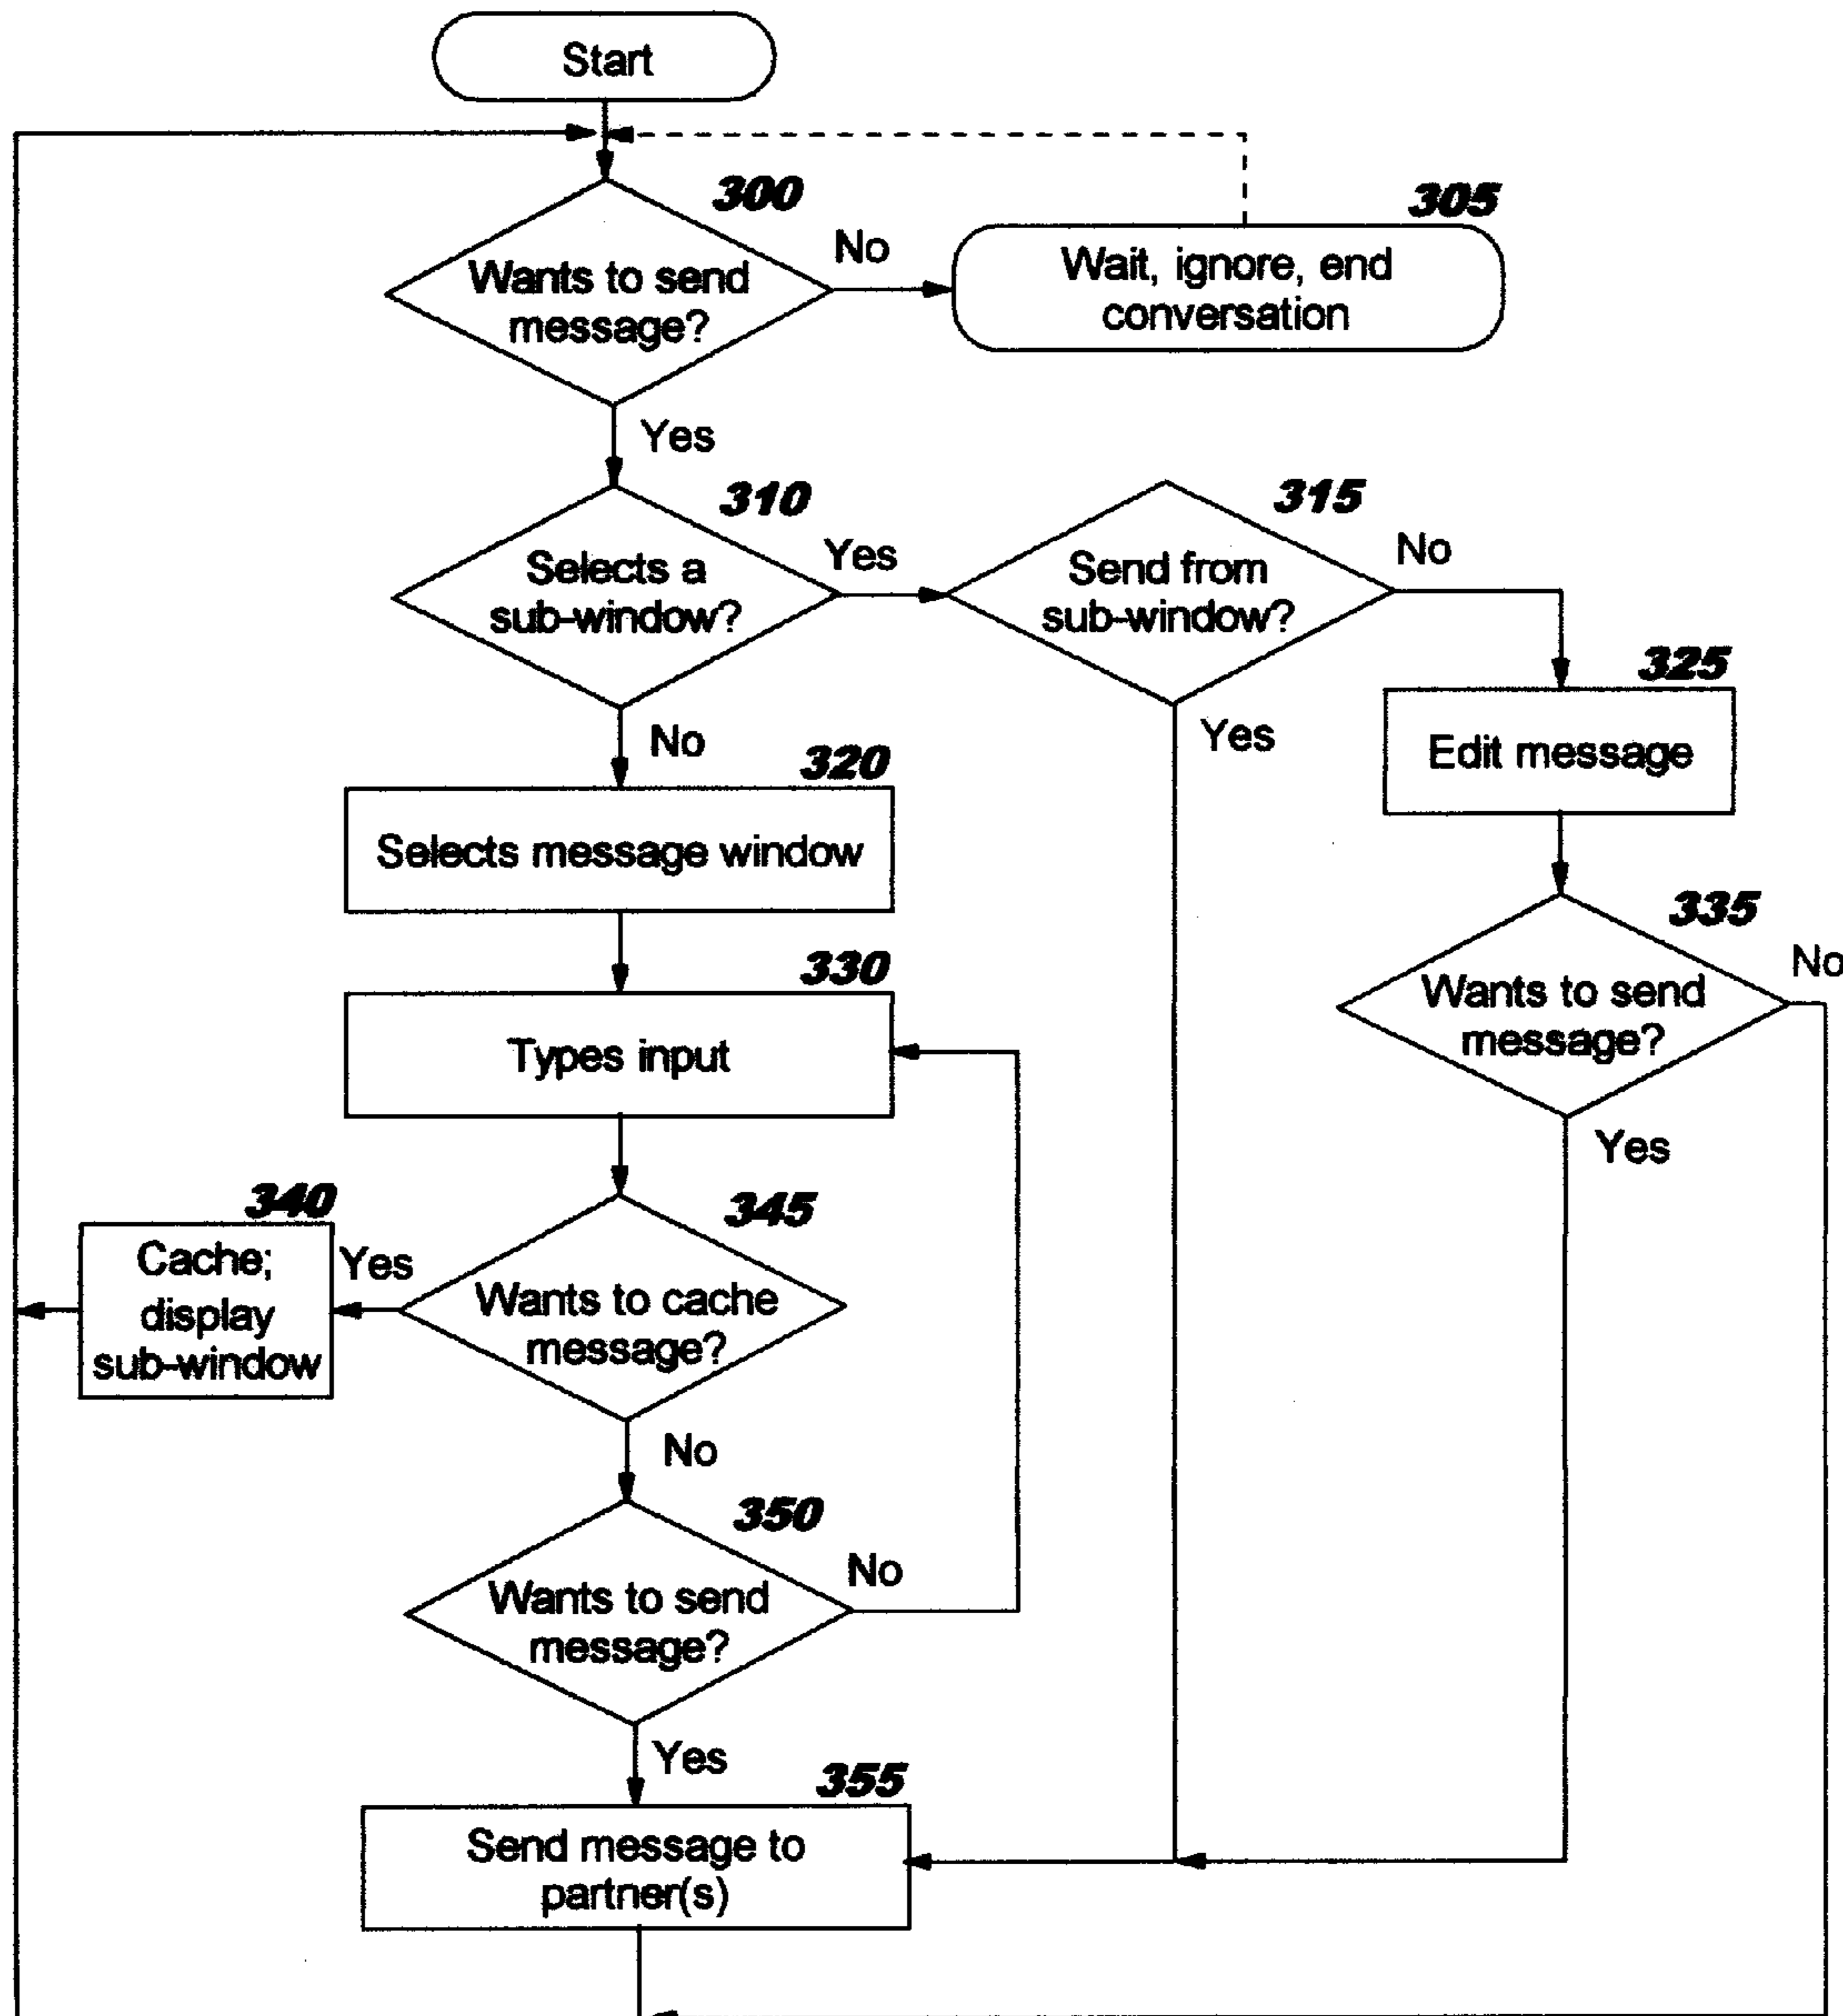 Start
300
Wants to send
message?
No
305
Wait, ignore, end
conversation
Yes
310
Selects a
sub-window?
Yes
315
Send from
sub-window?
No
No
320
Selects message window
Yes
325
Edit message
330
Types input
335
Wants to send
message?
No
Yes
340
Cache;
display
sub-window
Yes
345
Wants to cache
message?
No
350
Wants to send
message?
No
Yes
355
Send message to
partner(s)